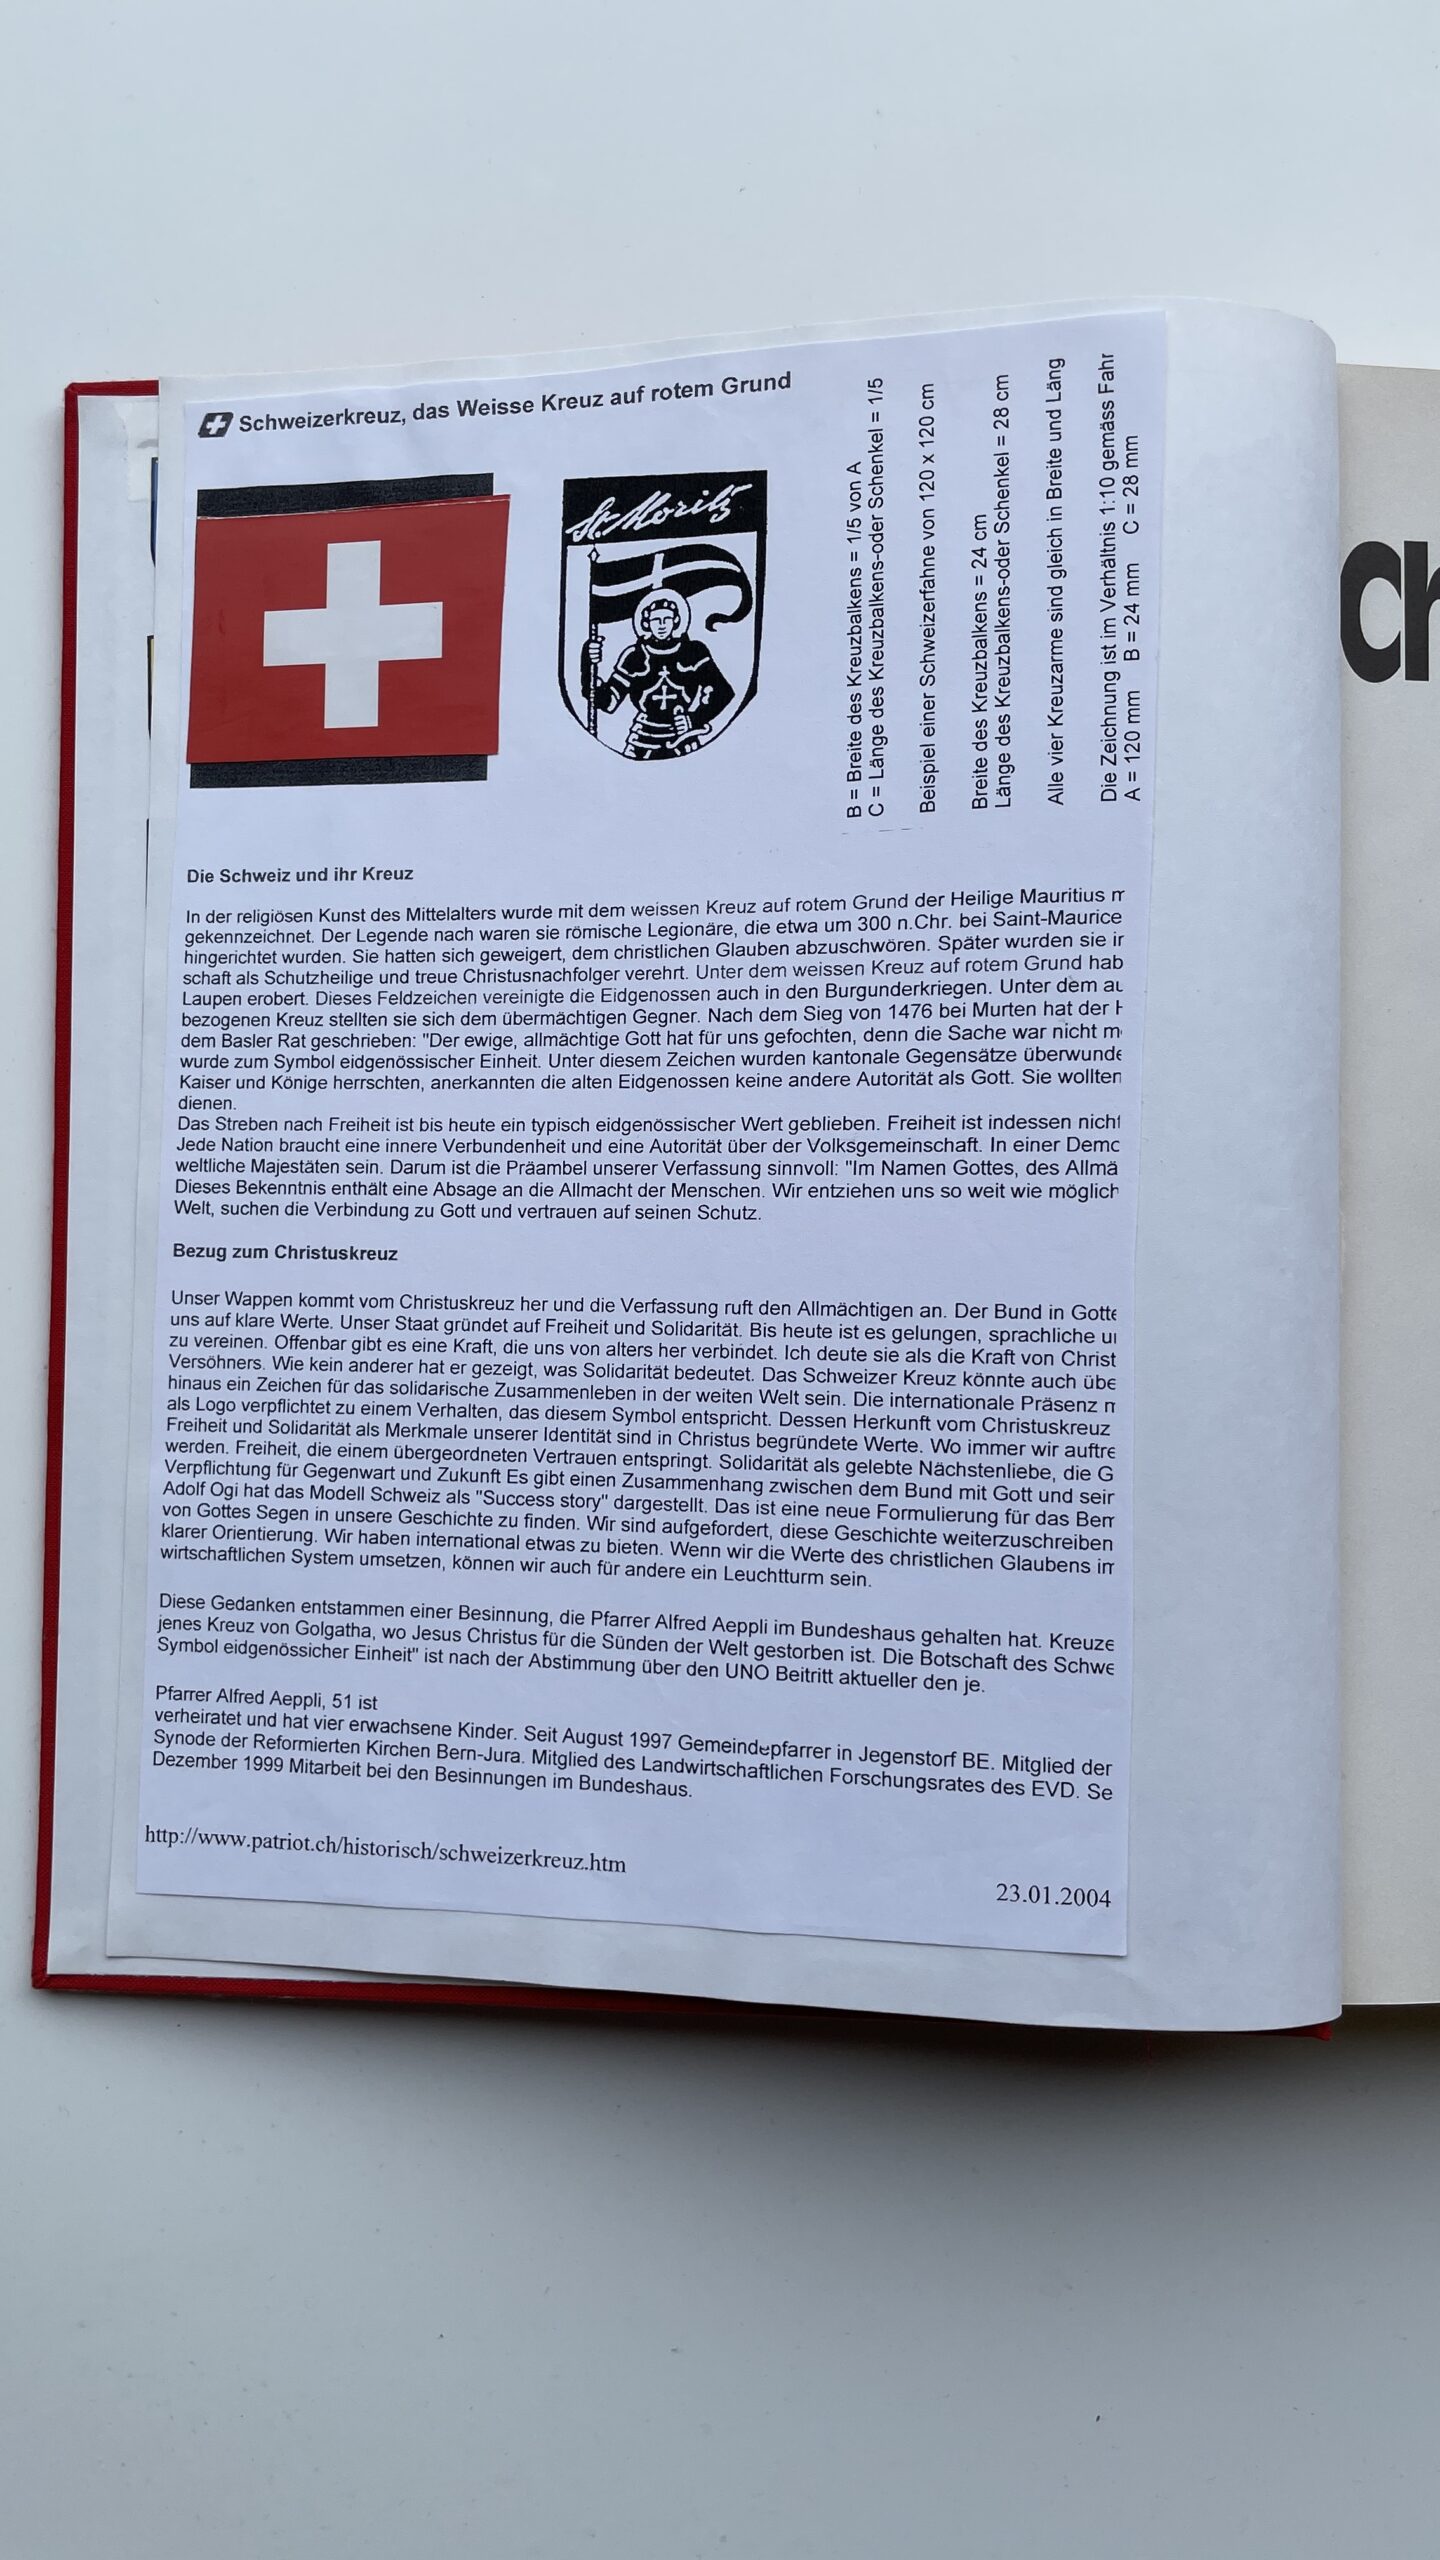 Schweizerkreuz, das Weisse Kreuz auf rotem Grund
St. Moritz
B = Breite des Kreuzbalkens = 1/5 von A
C = Länge des Kreuzbalkens-oder Schenkel = 1/5
Beispiel einer Schweizerfahne von 120 x 120 cm
Breite des Kreuzbalkens = 24 cm
Länge des Kreuzbalkens-oder Schenkel = 28 cm
Alle vier Kreuzarme sind gleich in Breite und Läng
Die Zeichnung ist im Verhältnis 1:10 gemäss Fahr
A = 120 mm B = 24 mm C = 28 mm
Die Schweiz und ihr Kreuz
In der religiösen Kunst des Mittelalters wurde mit dem weissen Kreuz auf rotem Grund der Heilige Mauritius
gekennzeichnet. Der Legende nach waren sie römische Legionäre, die etwa um 300 n.Chr. bei Saint-Maurice
hingerichtet wurden. Sie hatten sich geweigert, dem christlichen Glauben abzuschwören. Später wurden sie
schaft als Schutzheilige und treue Christusnachfolger verehrt. Unter dem weissen Kreuz auf rotem Grund hab
Laupen erobert. Dieses Feldzeichen vereinigte die Eidgenossen auch in den Burgunderkriegen. Unter dem
bezogenen Kreuz stellten sie sich dem übermächtigen Gegner. Nach dem Sieg von 1476 bei Murten hat der
dem Basler Rat geschrieben: "Der ewige, allmächtige Gott hat für uns gefochten, denn die Sache war nicht
wurde zum Symbol eidgenössischer Einheit. Unter diesem Zeichen wurden kantonale Gegensätze überwunde
Kaiser und Könige herrschten, anerkannten die alten Eidgenossen keine andere Autorität als Gott. Sie wollten
dienen.
Das Streben nach Freiheit ist bis heute ein typisch eidgenössischer Wert geblieben. Freiheit ist indessen nicht
Jede Nation braucht eine innere Verbundenheit und eine Autorität über der Volksgemeinschaft. In einer Demo
weltliche Majestäten sein. Darum ist die Präambel unserer Verfassung sinnvoll: "Im Namen Gottes, des Allmä
Dieses Bekenntnis enthält eine Absage an die Allmacht der Menschen. Wir entziehen uns so weit wie möglich
Welt, suchen die Verbindung zu Gott und vertrauen auf seinen Schutz.
Bezug zum Christuskreuz
Unser Wappen kommt vom Christuskreuz her und die Verfassung ruft den Allmächtigen an. Der Bund in Gotte
uns auf klare Werte. Unser Staat gründet auf Freiheit und Solidarität. Bis heute ist es gelungen, sprachliche
zu vereinen. Offenbar gibt es eine Kraft, die uns von alters her verbindet. Ich deute sie als die Kraft von Christ
Versöhners. Wie kein anderer hat er gezeigt, was Solidarität bedeutet. Das Schweizer Kreuz könnte auch übe
hinaus ein Zeichen für das solidarische Zusammenleben in der weiten Welt sein. Die internationale Präsenz
als Logo verpflichtet zu einem Verhalten, das diesem Symbol entspricht. Dessen Herkunft vom Christuskreuz
Freiheit und Solidarität als Merkmale unserer Identität sind in Christus begründete Werte. Wo immer wir auftre
werden. Freiheit, die einem übergeordneten Vertrauen entspringt. Solidarität als gelebte Nächstenliebe, die G
Verpflichtung für Gegenwart und Zukunft Es gibt einen Zusammenhang zwischen dem Bund mit Gott und
Adolf Ogi hat das Modell Schweiz als "Success story" dargestellt. Das ist eine neue Formulierung für das
von Gottes Segen in unsere Geschichte zu finden. Wir sind aufgefordert, diese Geschichte weiterzuschreiben
klarer Orientierung. Wir haben international etwas zu bieten. Wenn wir die Werte des christlichen Glaubens
wirtschaftlichen System umsetzen, können wir auch für andere ein Leuchtturm sein.
Diese Gedanken entstammen einer Besinnung, die Pfarrer Alfred Aeppli im Bundeshaus gehalten hat. Kreuze
jenes Kreuz von Golgatha, wo Jesus Christus für die Sünden der Welt gestorben ist. Die Botschaft des Schwe
Symbol eidgenössicher Einheit" ist nach der Abstimmung über den UNO Beitritt aktueller den je.
Pfarrer Alfred Aeppli, 51 ist
verheiratet und hat vier erwachsene Kinder. Seit August 1997 Gemeindepfarrer in Jegenstorf BE. Mitglied der
Synode der Reformierten Kirchen Bern-Jura. Mitglied des Landwirtschaftlichen Forschungsrates des EVD. Se
Dezember 1999 Mitarbeit bei den Besinnungen im Bundeshaus.
http://www.patriot.ch/historisch/schweizerkreuz.htm
23.01.2004
ch